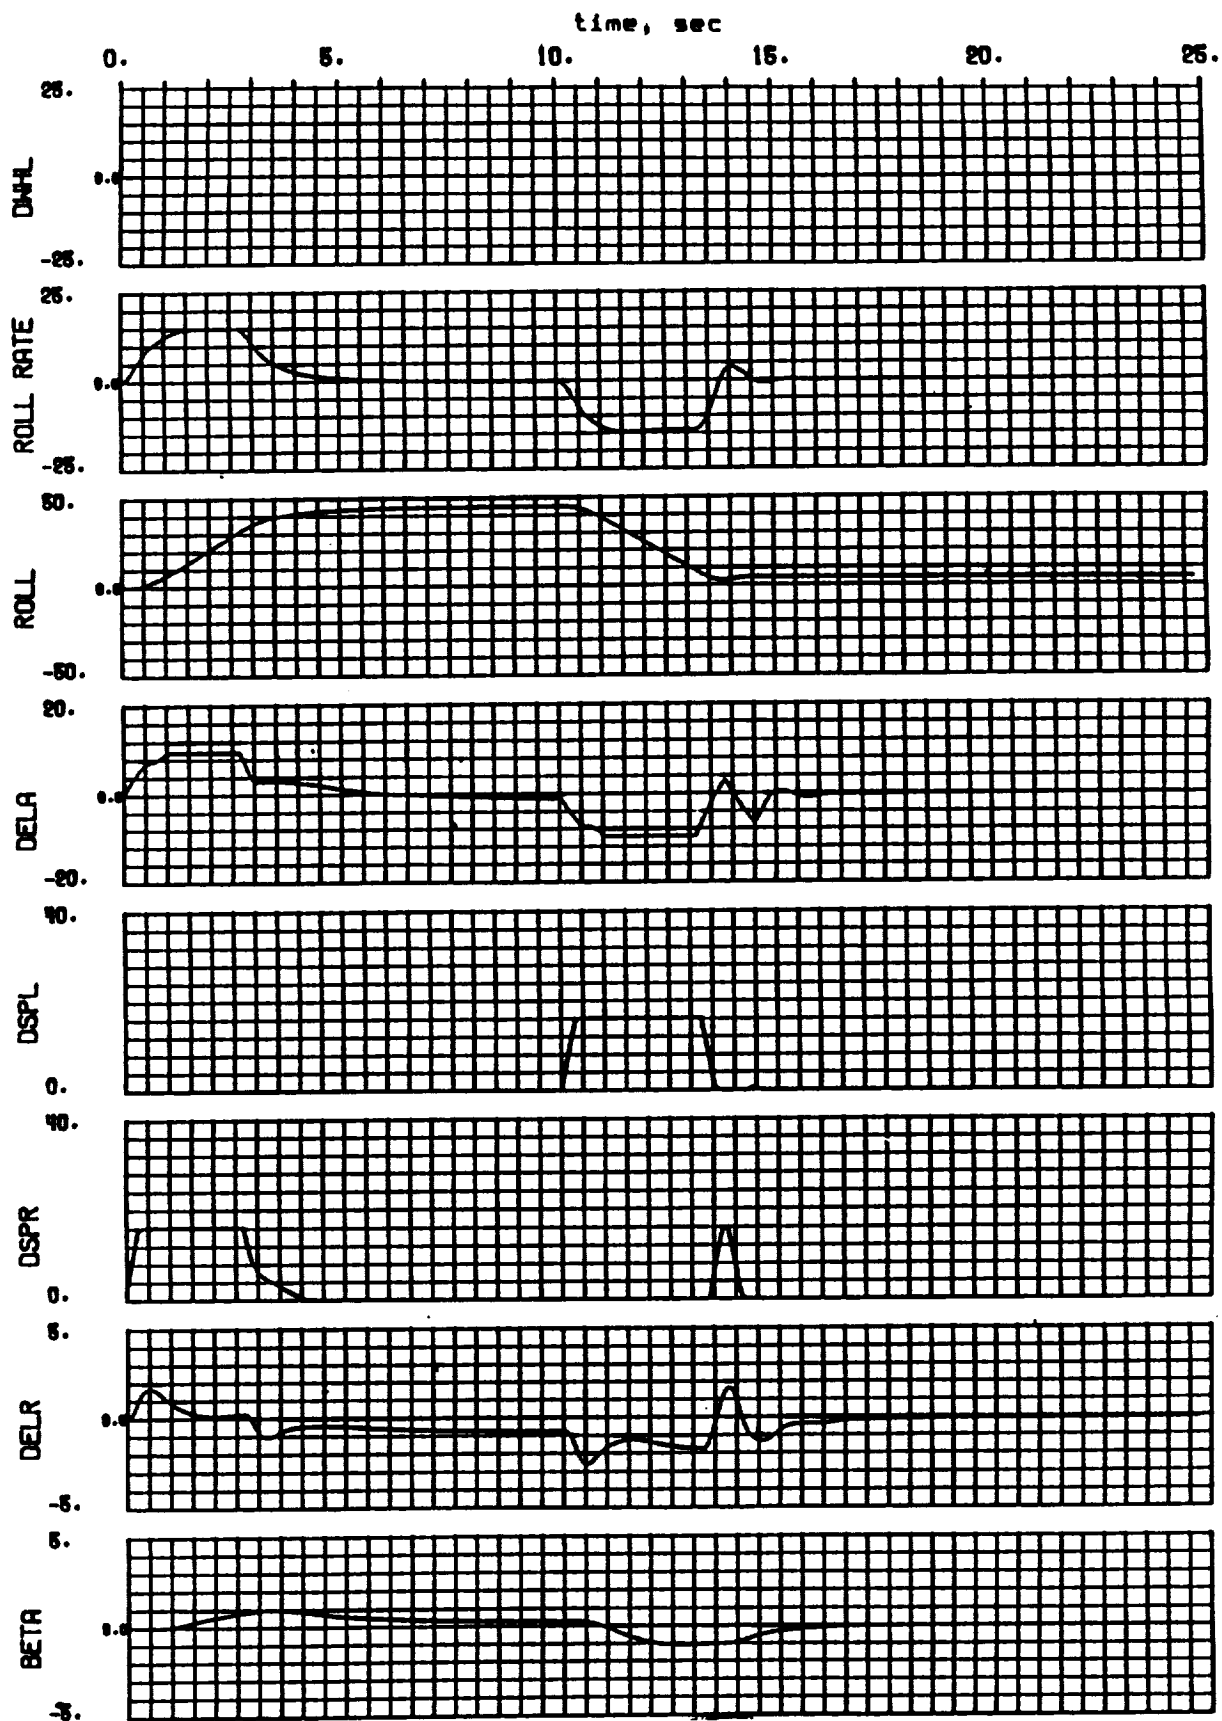 time, sec
0. 5. 10. 15. 20. 25.
DWHL
25.
0.0
-25.
ROLL RATE
25.
0.0
-25.
ROLL
50.
0.0
-50.
DELA
20.
0.0
-20.
DSPL
40.
0.
DSPR
40.
0.
DELR
5.
0.0
-5.
BETA
5.
0.0
-5.